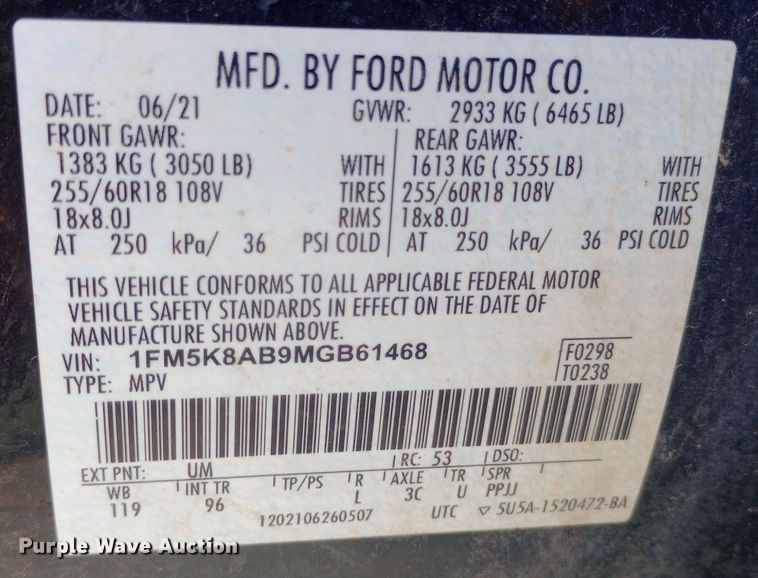 MFD. BY FORD MOTOR CO.
DATE: 06/21 GVWR: 2933 KG ( 6465 LB)
FRONT GAWR: REAR GAWR:
1383 KG ( 3050 LB) WITH 1613 KG ( 3555 LB) WITH
255/60R18 108V TIRES 255/60R18 108V TIRES
18x8.0J RIMS 18x8.0J RIMS
AT 250 kPa/ 36 PSI COLD AT 250 kPa/ 36 PSI COLD
THIS VEHICLE CONFORMS TO ALL APPLICABLE FEDERAL MOTOR
VEHICLE SAFETY STANDARDS IN EFFECT ON THE DATE OF
MANUFACTURE SHOWN ABOVE.
VIN: 1FM5K8AB9MGB61468 F0298
TYPE: MPV T0238
EXT PNT: UM RC: 53 DSO:
WB INT TR TP/PS R AXLE TR SPR
119 96 L 3C U PPJJ
1202106260507 UTC ▽ 5U5A-1520472-BA
Purple Wave Auction